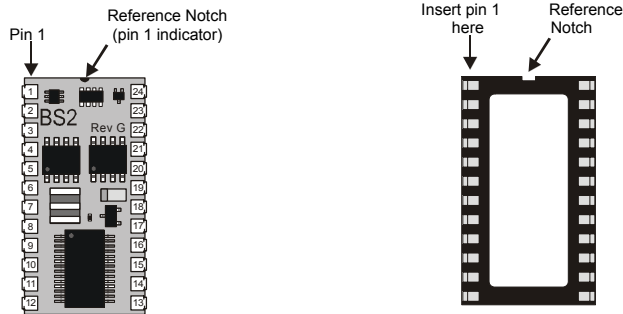 Reference Notch
(pin 1 indicator)
Pin 1
1 24
2 23
BS2
3 Rev G 22
4 21
5 20
6 19
7 18
8 17
9 16
10 15
11 14
12 13
Insert pin 1
here
Reference
Notch